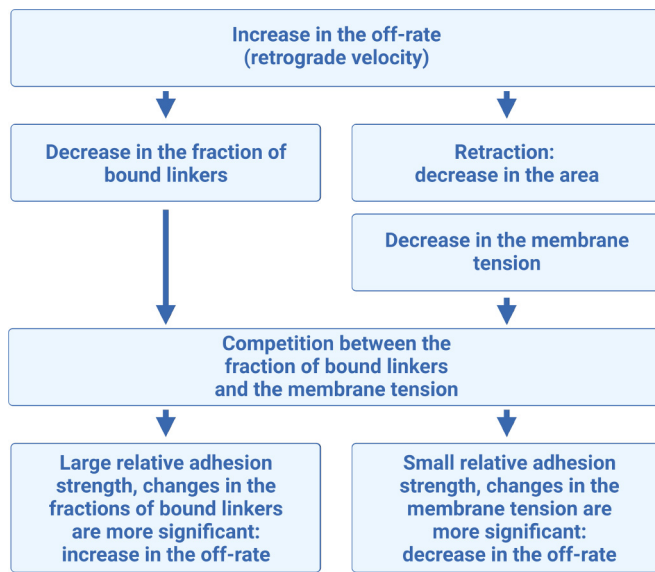 Increase in the off-rate
(retrograde velocity)
Decrease in the fraction of
bound linkers
Retraction:
decrease in the area
Decrease in the membrane
tension
Competition between the
fraction of bound linkers
and the membrane tension
Large relative adhesion
strength, changes in the
fractions of bound linkers
are more significant:
increase in the off-rate
Small relative adhesion
strength, changes in the
membrane tension are
more significant:
decrease in the off-rate